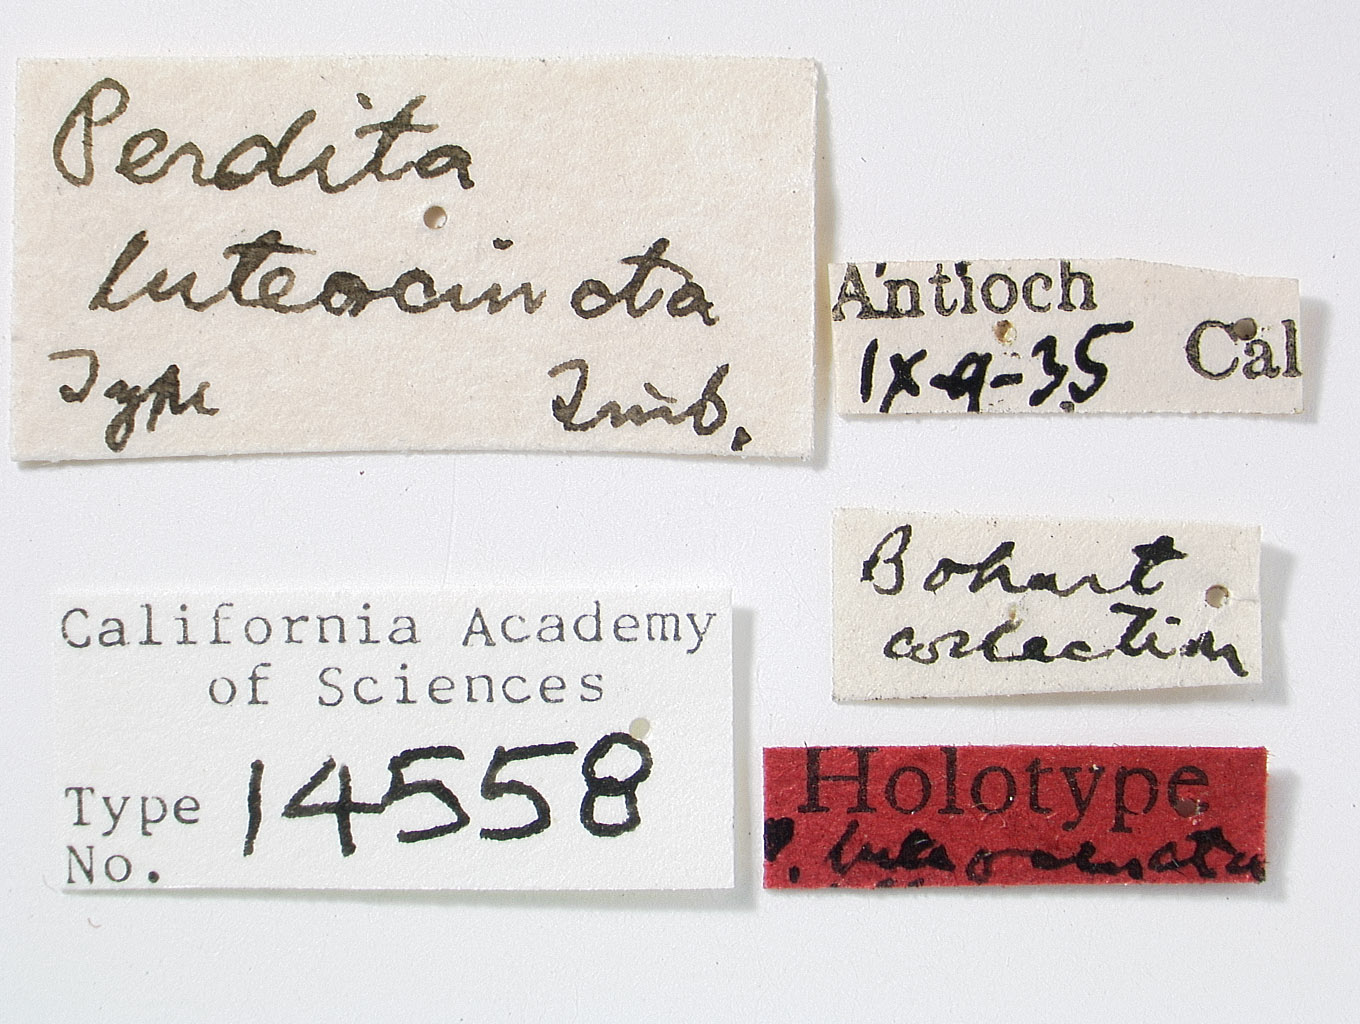 Perdita
luteocincta
Type Timb.
Antioch
Cal
IX-9-35
Bohart
collection
California Academy
of Sciences
Type
No. 14558
Holotype
P. luteocincta